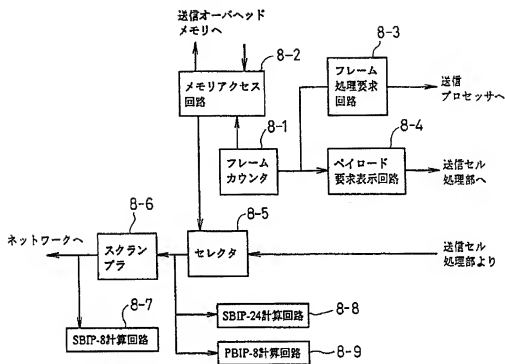 送信オーバヘッド
メモリへ
8-2
メモリアクセス
回路
8-3
フレーム
処理要求
回路
送信
プロセッサへ
8-1
フレーム
カウンタ
8-4
ペイロード
要求表示回路
送信セル
処理部へ
8-6
スクラン
ブラ
ネットワークへ
8-5
セレクタ
送信セル
処理部より
8-7
SBIP-8計算回路
8-8
SBIP-24計算回路
8-9
PBIP-8計算回路